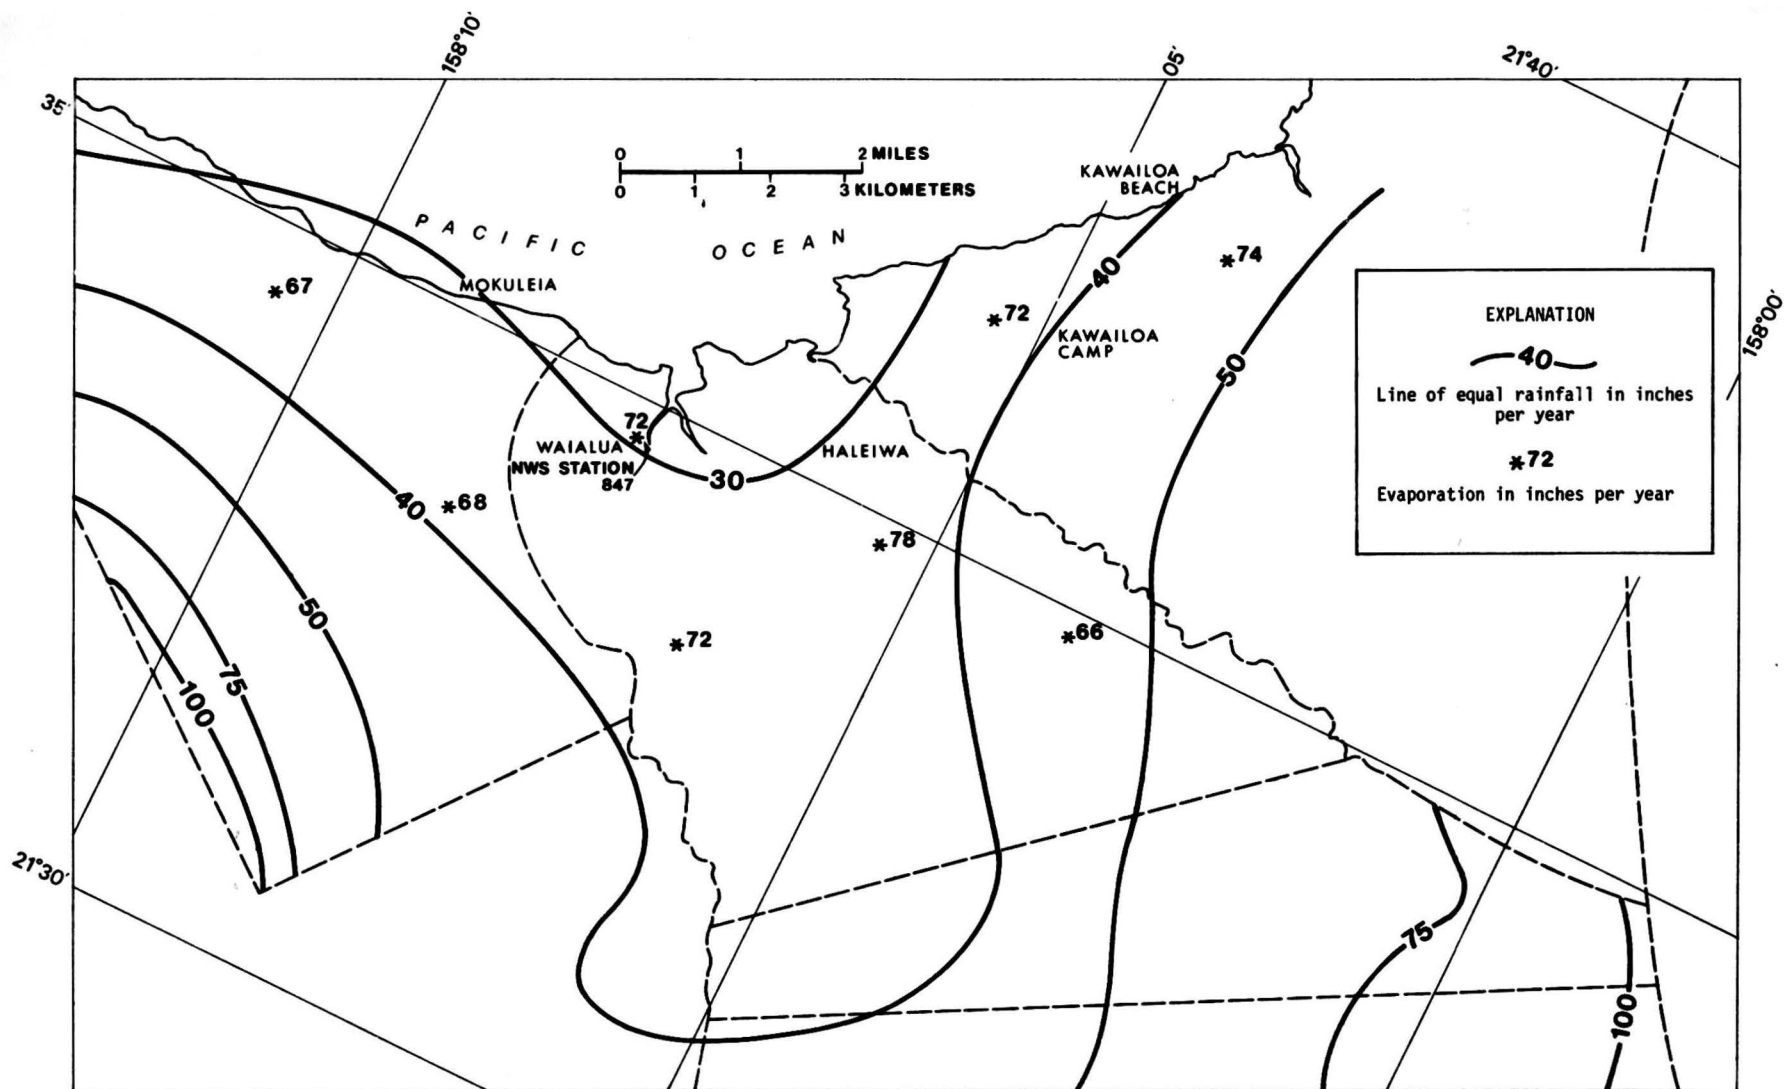 158°10'
05'
21°40'
35'
0 1 2 MILES
0 1 2 3 KILOMETERS
KAWAILOA
BEACH
PACIFIC OCEAN
*74
*67
MOKULEIA
40
*72
KAWAILOA
CAMP
50
158°00'
EXPLANATION
40
Line of equal rainfall in inches
per year
*72
Evaporation in inches per year
72
*
WAIALUA
NWS STATION
847
HALEIWA
30
40
*68
*78
50
*72
*66
75
100
21°30'
75
100